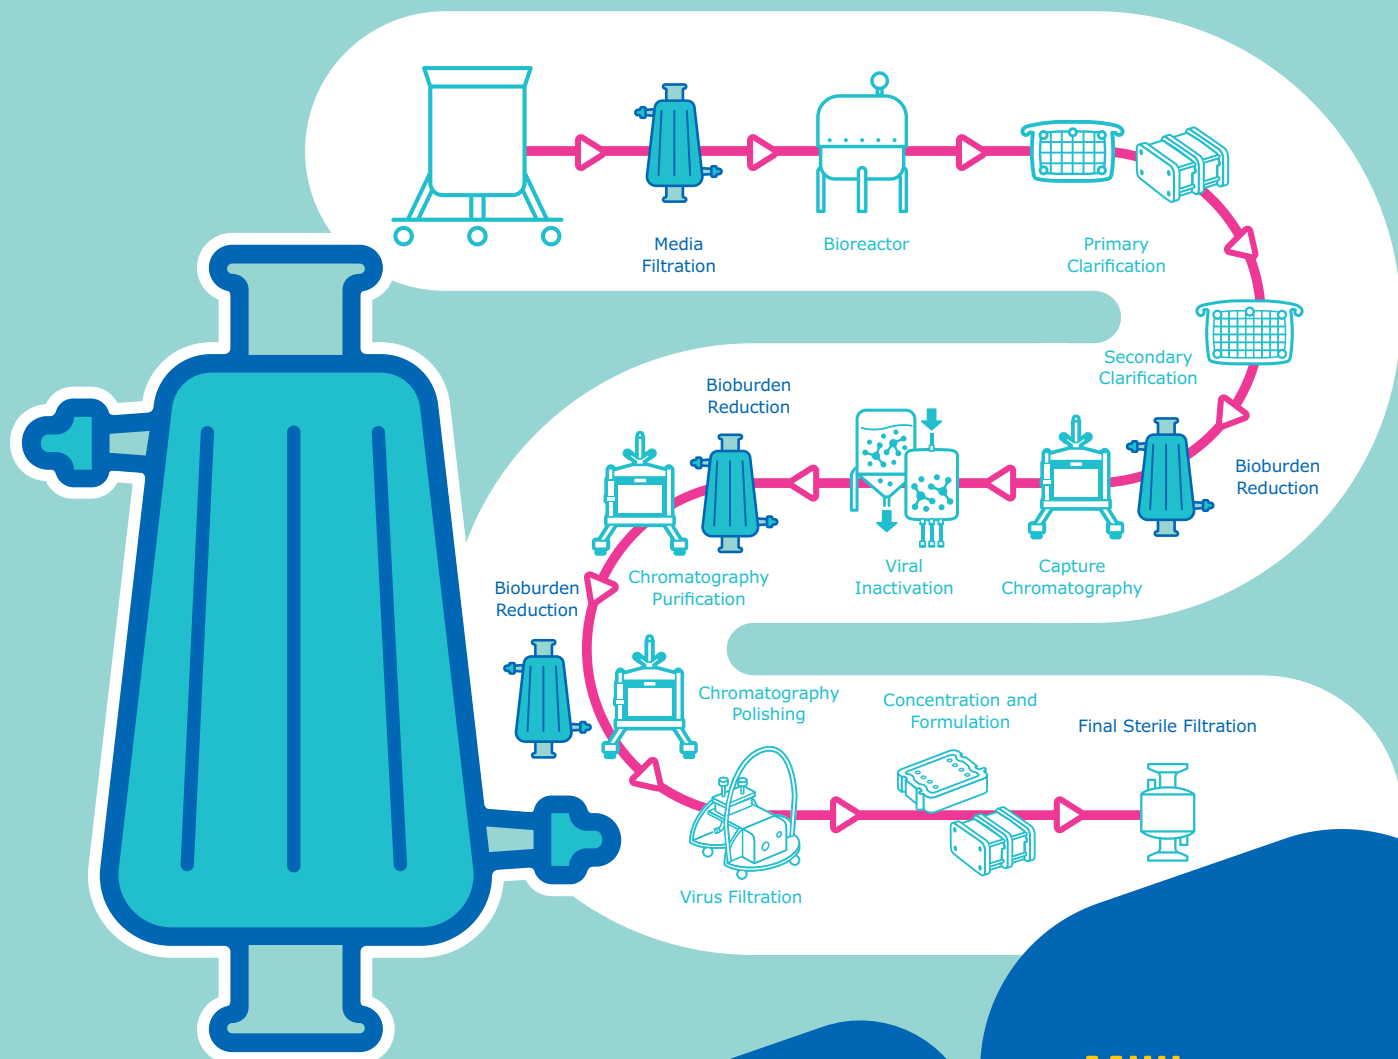 Media
Filtration
Bioreactor
Primary
Clarification
Secondary
Clarification
Bioburden
Reduction
Capture
Chromatography
Viral
Inactivation
Bioburden
Reduction
Chromatography
Purification
Bioburden
Reduction
Chromatography
Polishing
Virus Filtration
Concentration and
Formulation
Final Sterile Filtration